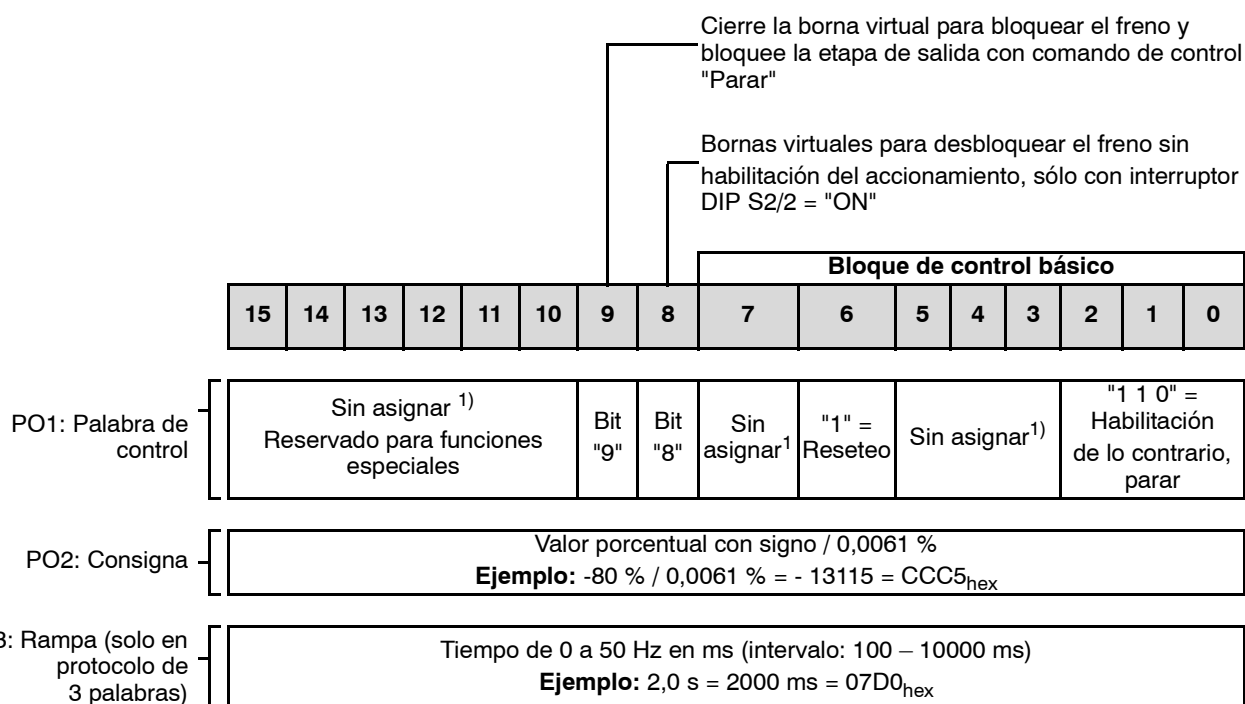 Cierre la borna virtual para bloquear el freno y
bloquee la etapa de salida con comando de control
"Parar"
Bornas virtuales para desbloquear el freno sin
habilitación del accionamiento, sólo con interruptor
DIP S2/2 = "ON"
Bloque de control básico
15 14 13 12 11 10 9 8 7 6 5 4 3 2 1 0
PO1: Palabra de
control
Sin asignar 1)
Reservado para funciones
especiales
Bit
"9"
Bit
"8"
Sin
asignar1
"1" =
Reseteo
Sin asignar1)
"1 1 0" =
Habilitación
de lo contrario,
parar
PO2: Consigna
Valor porcentual con signo / 0,0061 %
Ejemplo: -80 % / 0,0061 % = - 13115 = CCC5hex
3: Rampa (solo en
protocolo de
3 palabras)
Tiempo de 0 a 50 Hz en ms (intervalo: 100 – 10000 ms)
Ejemplo: 2,0 s = 2000 ms = 07D0hex